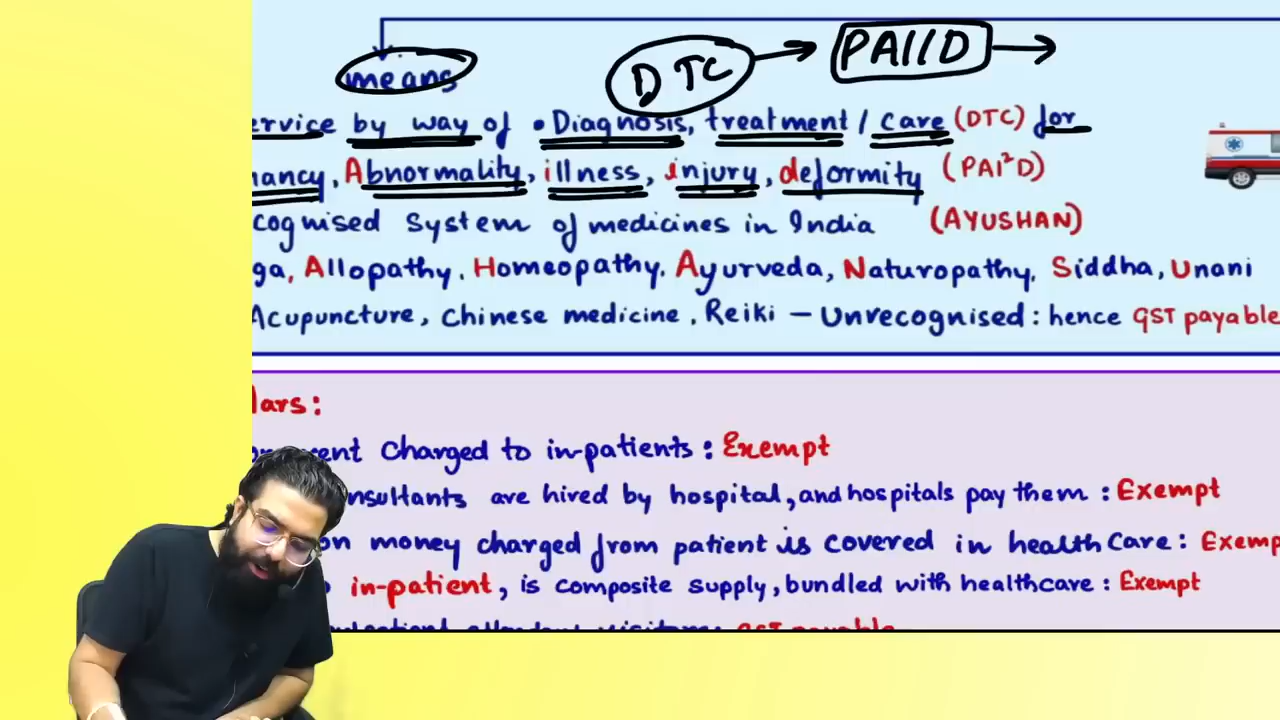 means DTC → PAIID →
ervice by way of • Diagnosis, treatment / care (DTC) for
nancy, Abnormality, illness, injury, deformity (PAI²D)
cognised system of medicines in India (AYUSHAN)
ga, Allopathy, Homeopathy, Ayurveda, Naturopathy, Siddha, Unani
Acupuncture, Chinese medicine, Reiki – Unrecognised: hence GST payable
lars:
rent charged to in-patients: Exempt
nsultants are hired by hospital, and hospitals pay them: Exempt
on money charged from patient is covered in healthcare: Exemp
in-patient, is composite supply, bundled with healthcare: Exempt